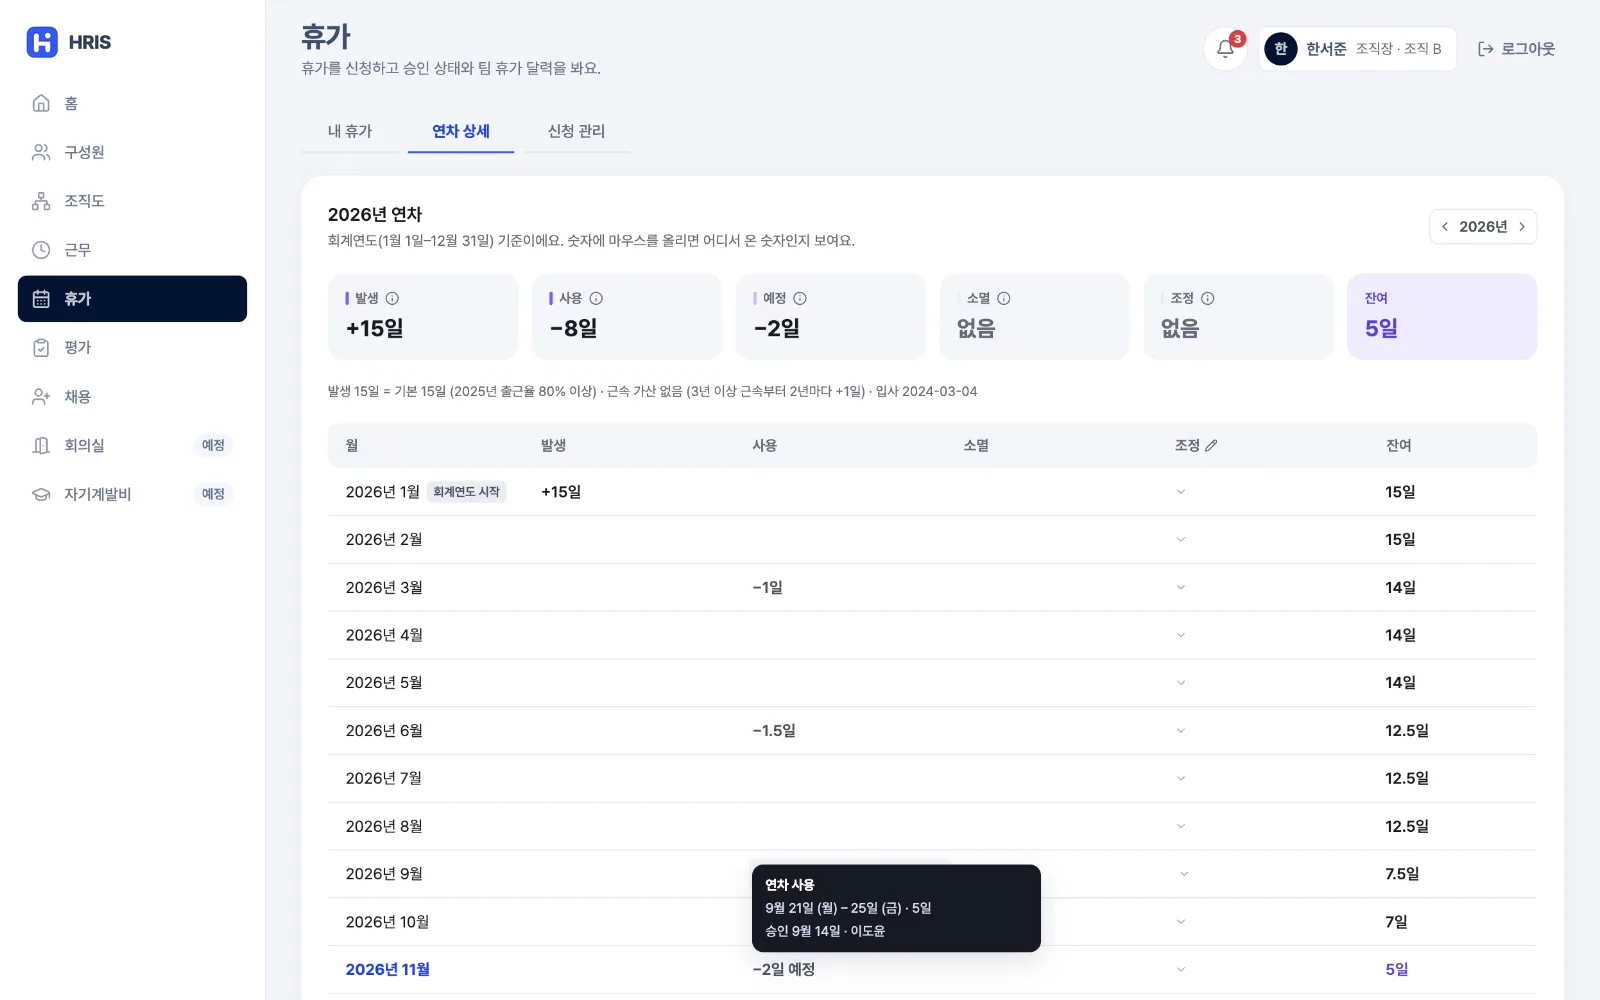 HRIS
홈
구성원
조직도
근무
휴가
평가
채용
회의실 예정
자기계발비 예정
휴가
휴가를 신청하고 승인 상태와 팀 휴가 달력을 봐요.
3
한 한서준 조직장 · 조직 B
로그아웃
내 휴가 연차 상세 신청 관리
2026년 연차
회계연도(1월 1일–12월 31일) 기준이에요. 숫자에 마우스를 올리면 어디서 온 숫자인지 보여요.
2026년
발생
+15일
사용
−8일
예정
−2일
소멸
없음
조정
없음
잔여
5일
발생 15일 = 기본 15일 (2025년 출근율 80% 이상) · 근속 가산 없음 (3년 이상 근속부터 2년마다 +1일) · 입사 2024-03-04
월 발생 사용 소멸 조정 잔여
2026년 1월 회계연도 시작 +15일 15일
2026년 2월 15일
2026년 3월 −1일 14일
2026년 4월 14일
2026년 5월 14일
2026년 6월 −1.5일 12.5일
2026년 7월 12.5일
2026년 8월 12.5일
2026년 9월 7.5일
연차 사용
9월 21일 (월) – 25일 (금) · 5일
승인 9월 14일 · 이도윤
2026년 10월 7일
2026년 11월 −2일 예정 5일